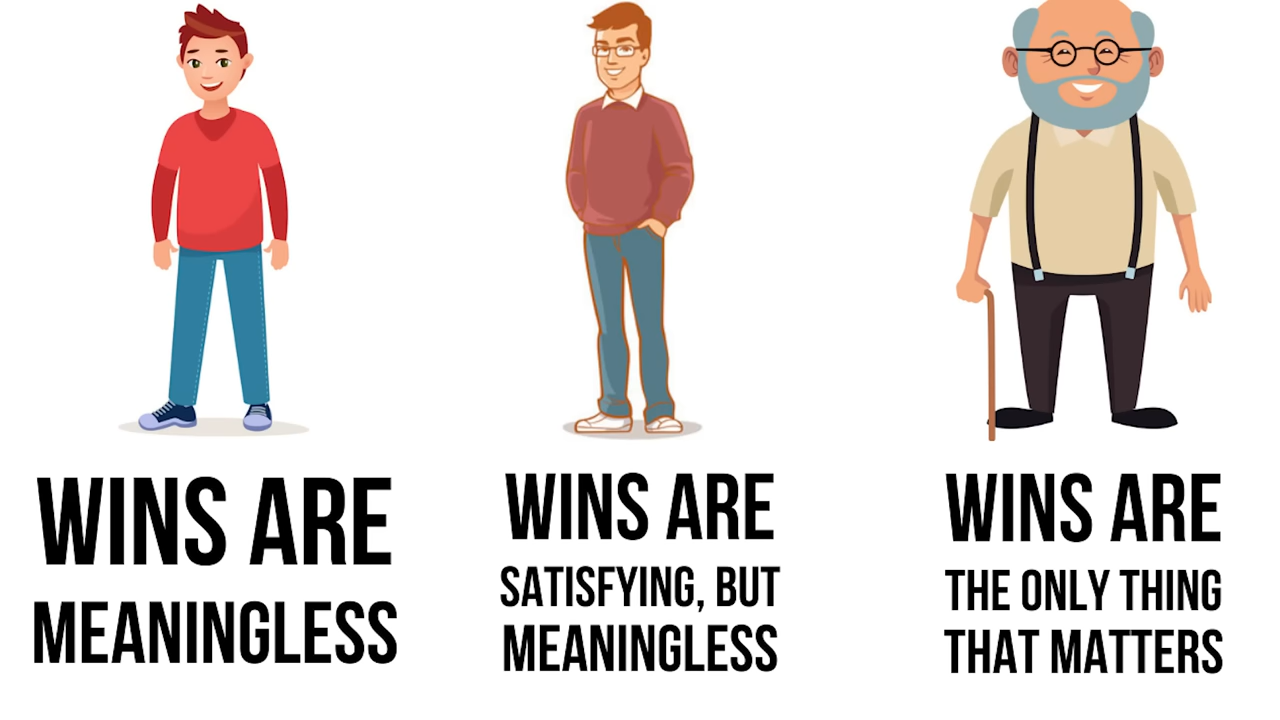 WINS ARE
MEANINGLESS
WINS ARE
SATISFYING, BUT
MEANINGLESS
WINS ARE
THE ONLY THING
THAT MATTERS